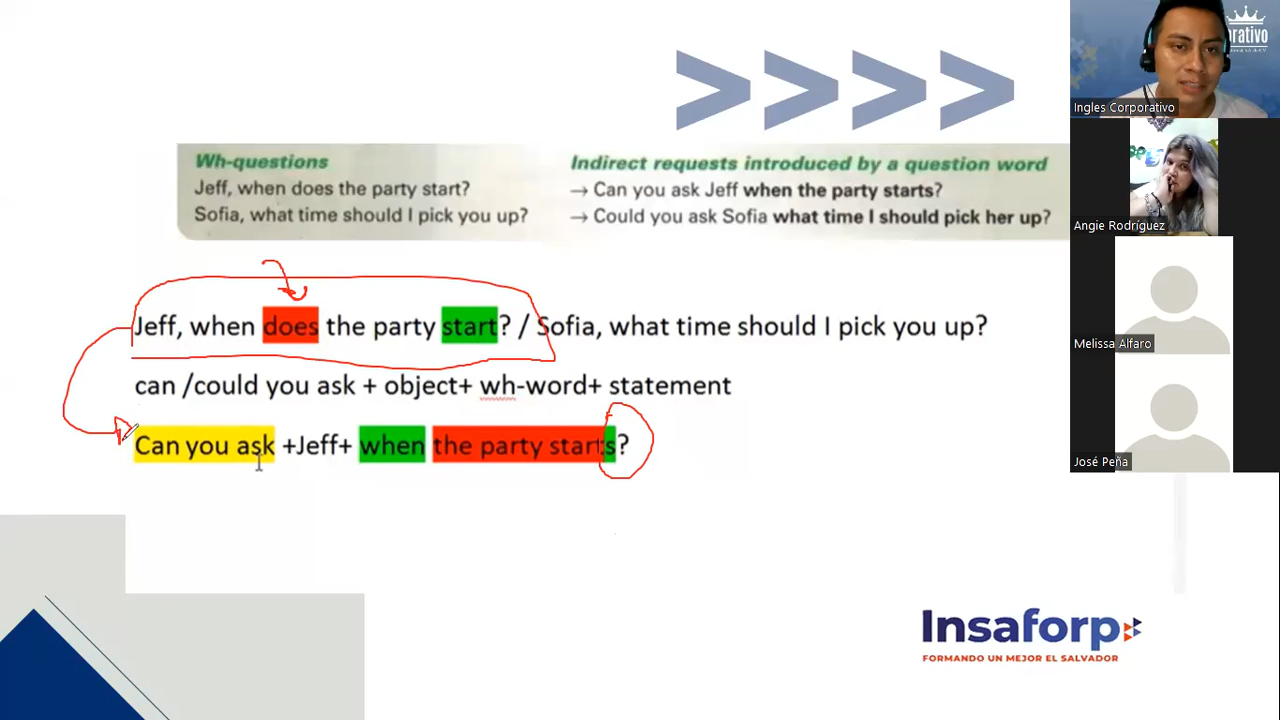 >>>>
Wh-questions
Jeff, when does the party start?
Sofia, what time should I pick you up?
Indirect requests introduced by a question word
→ Can you ask Jeff when the party starts?
→ Could you ask Sofia what time I should pick her up?
Jeff, when does the party start? / Sofia, what time should I pick you up?
can /could you ask + object+ wh-word+ statement
Can you ask +Jeff+ when the party starts?
Insaforp
FORMANDO UN MEJOR EL SALVADOR
orativo
Ingles Corporativo
Angie Rodríguez
Melissa Alfaro
José Peña